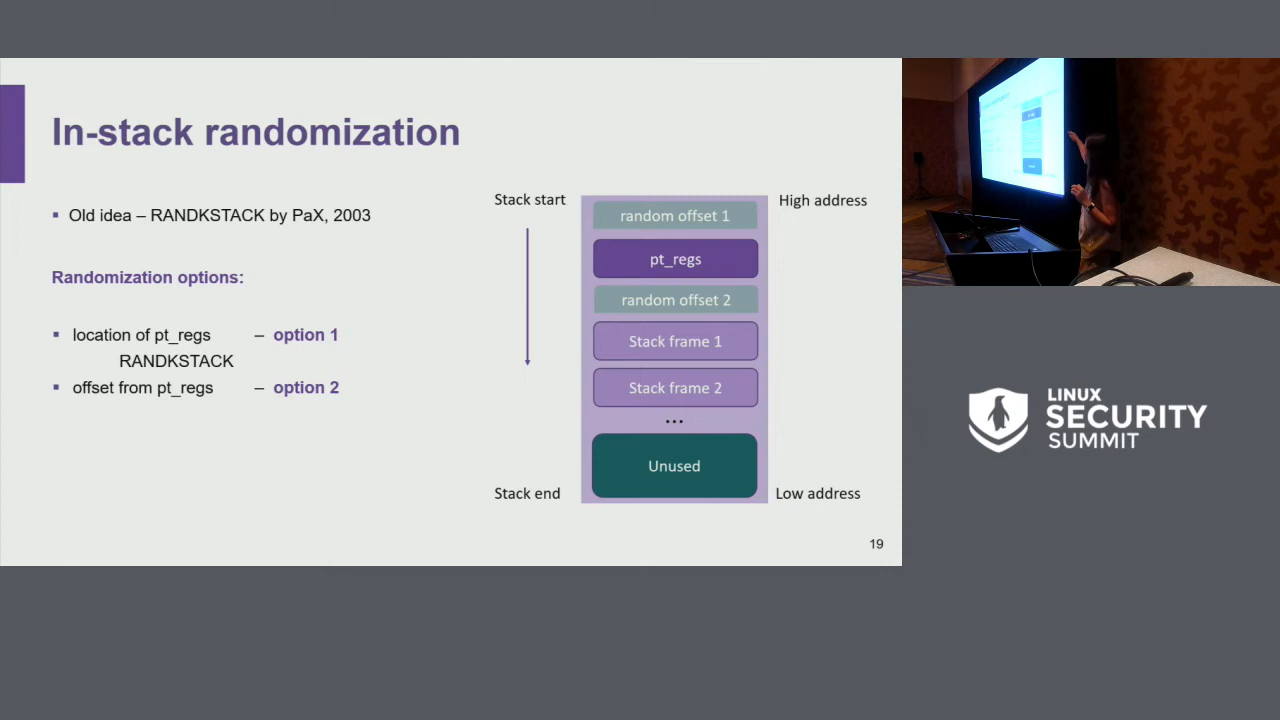 In-stack randomization
▪ Old idea – RANDKSTACK by PaX, 2003
Randomization options:
▪ location of pt_regs – option 1
RANDKSTACK
▪ offset from pt_regs – option 2
Stack start
High address
random offset 1
pt_regs
random offset 2
Stack frame 1
Stack frame 2
...
Unused
Stack end
Low address
19
LINUX
SECURITY
SUMMIT